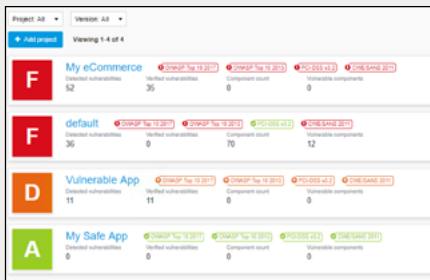 Project: All Version: All
+ Add project Viewing 1-4 of 4
F
My eCommerce OWASP Top 10 2017 OWASP Top 10 2013 PCI-DSS v3.2 CWE/SANS 2011
Detected vulnerabilities Verified vulnerabilities Component count Vulnerable components
52 35 0 0
F
default OWASP Top 10 2017 OWASP Top 10 2013 PCI-DSS v3.2 CWE/SANS 2011
Detected vulnerabilities Verified vulnerabilities Component count Vulnerable components
36 0 70 12
D
Vulnerable App OWASP Top 10 2017 OWASP Top 10 2013 PCI-DSS v3.2 CWE/SANS 2011
Detected vulnerabilities Verified vulnerabilities Component count Vulnerable components
11 11 0 0
A
My Safe App OWASP Top 10 2017 OWASP Top 10 2013 PCI-DSS v3.2 CWE/SANS 2011
Detected vulnerabilities Verified vulnerabilities Component count Vulnerable components
0 0 0 0